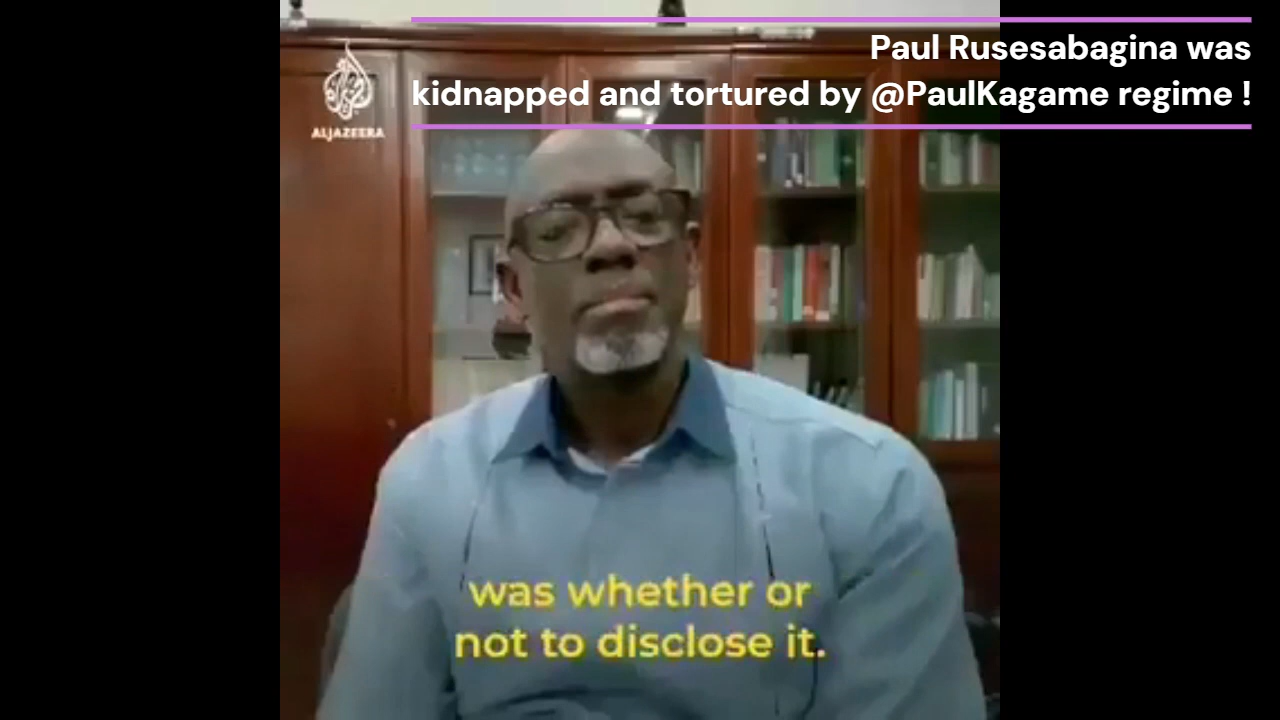 Paul Rusesabagina was
kidnapped and tortured by @PaulKagame regime !
ALJAZEERA
was whether or
not to disclose it.